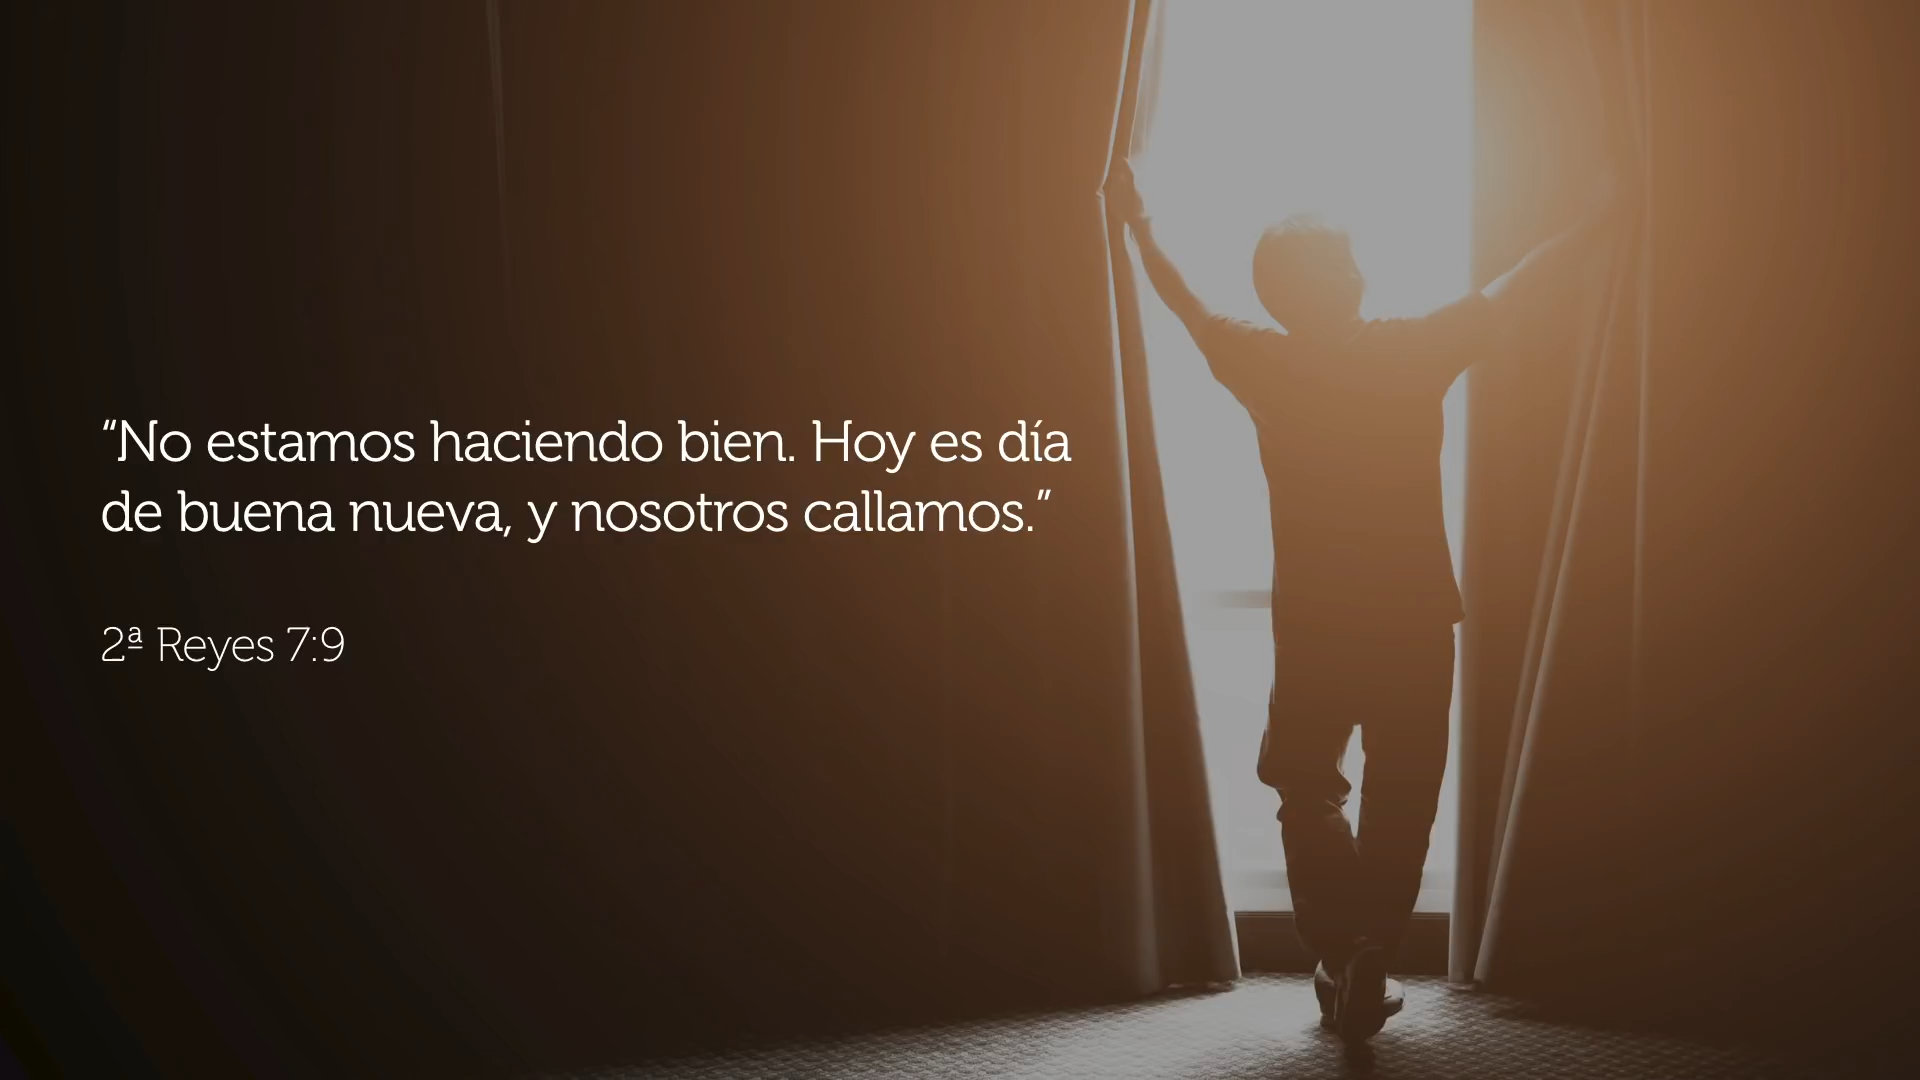 “No estamos haciendo bien. Hoy es día
de buena nueva, y nosotros callamos.”
2ª Reyes 7:9